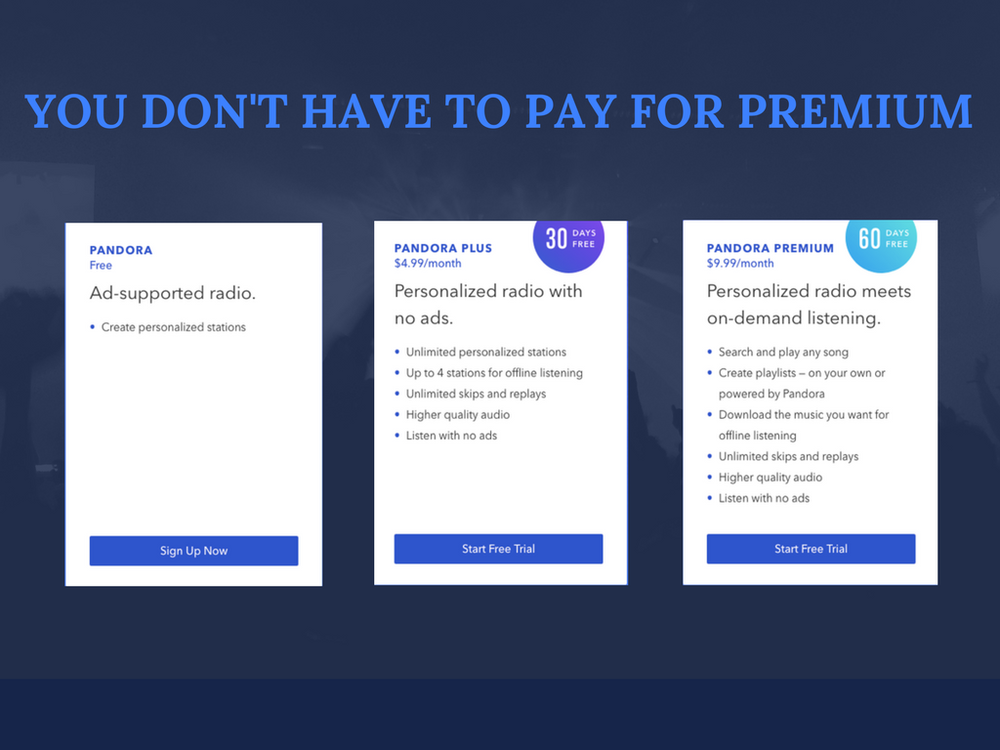 YOU DON'T HAVE TO PAY FOR PREMIUM
PANDORA
Free
Ad-supported radio.
• Create personalized stations
Sign Up Now
30 DAYS
FREE
PANDORA PLUS
$4.99/month
Personalized radio with
no ads.
• Unlimited personalized stations
• Up to 4 stations for offline listening
• Unlimited skips and replays
• Higher quality audio
• Listen with no ads
Start Free Trial
60 DAYS
FREE
PANDORA PREMIUM
$9.99/month
Personalized radio meets
on-demand listening.
• Search and play any song
• Create playlists – on your own or
powered by Pandora
• Download the music you want for
offline listening
• Unlimited skips and replays
• Higher quality audio
• Listen with no ads
Start Free Trial